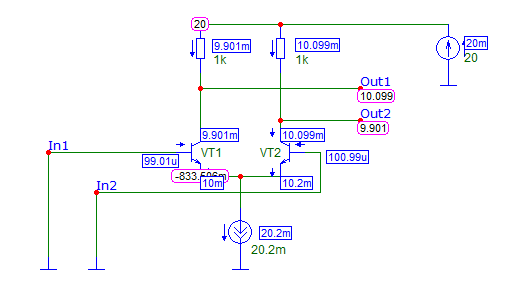 20
9.901m
10.099m
20m
1k
1k
20
Out1
10.099
Out2
9.901
9.901m
10.099m
In1
VT1
VT2
99.01u
100.99u
-833.606m
10m
10.2m
In2
20.2m
20.2m